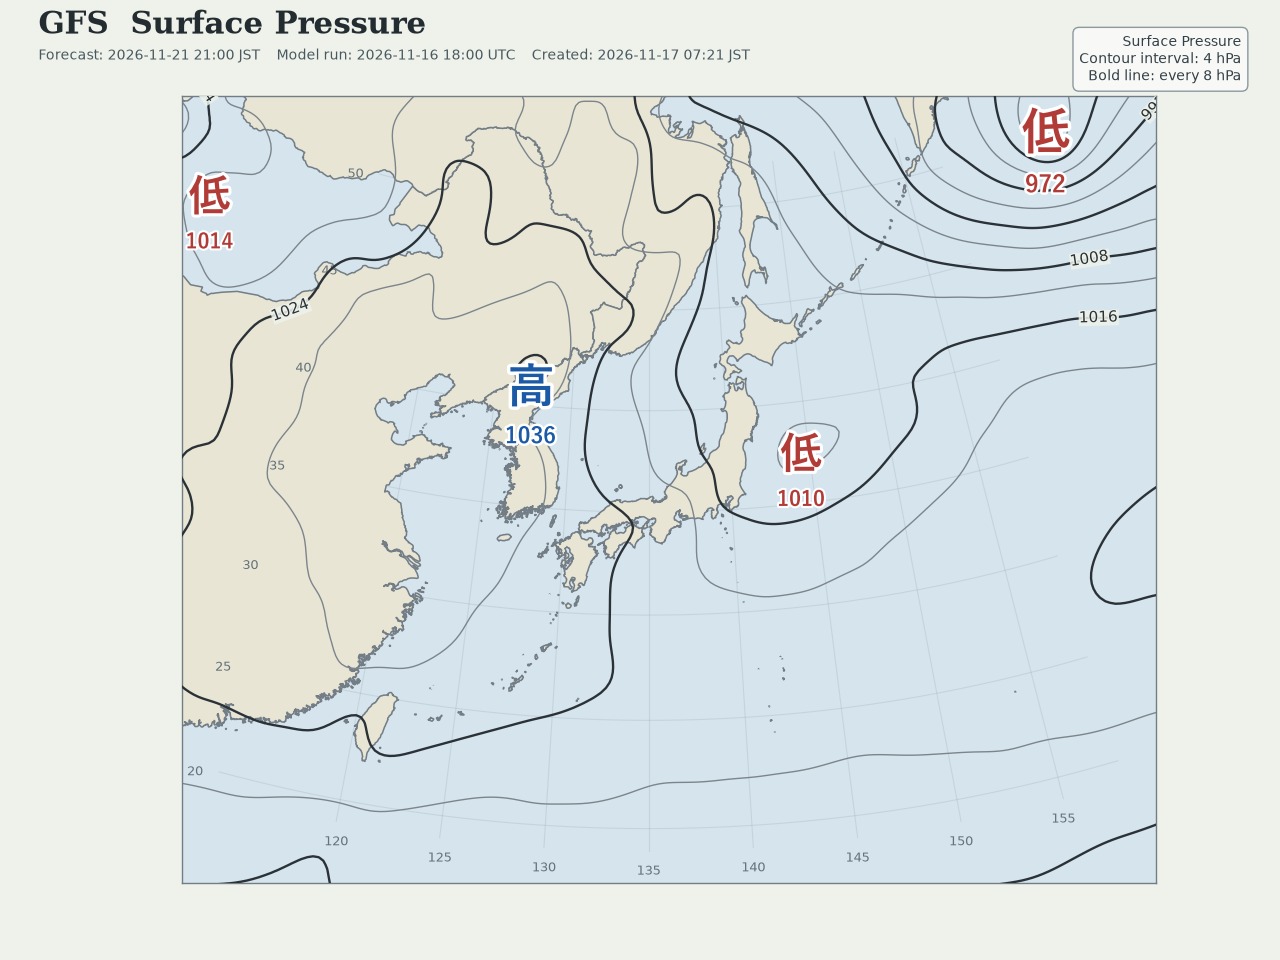 GFS Surface Pressure
Forecast: 2026-11-21 21:00 JST Model run: 2026-11-16 18:00 UTC Created: 2026-11-17 07:21 JST
Surface Pressure
Contour interval: 4 hPa
Bold line: every 8 hPa
低
972
低
1014
50
45
1008
1024
1016
40
高
1036
35
低
1010
30
25
20
120
125
130
135
140
145
150
155